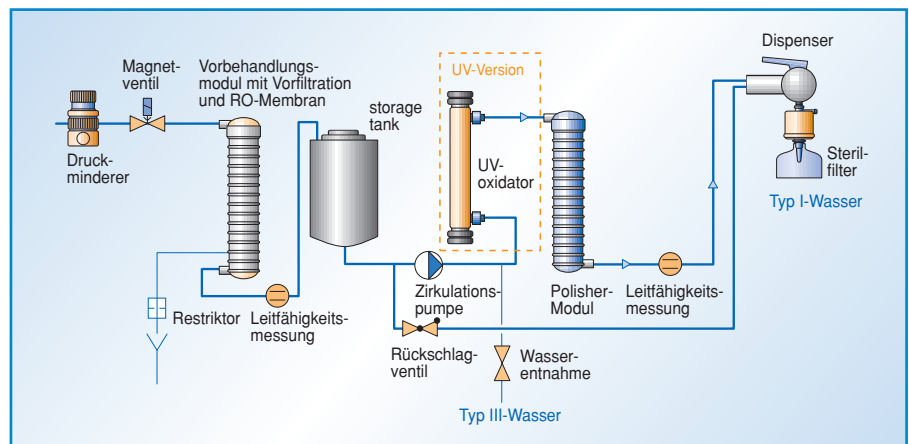 Magnet-
ventil
Vorbehandlungs-
modul mit Vorfiltration
und RO-Membran
Druck-
minderer
storage
tank
UV-Version
UV-
oxidator
Dispenser
Steril-
filter
Typ I-Wasser
Restriktor
Leitfähigkeits-
messung
Zirkulations-
pumpe
Polisher-
Modul
Leitfähigkeits-
messung
Rückschlag-
ventil
Wasser-
entnahme
Typ III-Wasser